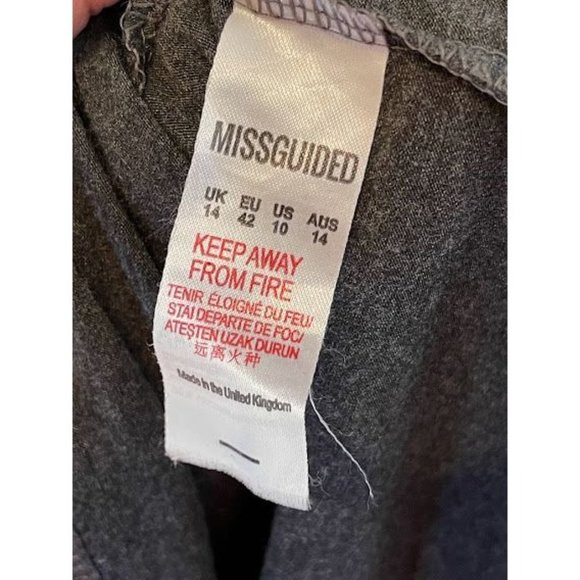 MISSGUIDED
UK EU US AUS
14 42 10 14
KEEP AWAY
FROM FIRE
TENIR ÉLOIGNÉ DU FEU/
STAI DEPARTE DE FOC/
ATEŞTEN UZAK DURUN
远离火种
Made in the United Kingdom